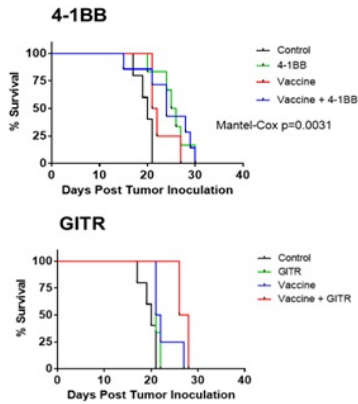 4-1BB
% Survival
100
75
50
25
0
0 10 20 30 40
Days Post Tumor Inoculation
Control
4-1BB
Vaccine
Vaccine + 4-1BB
Mantel-Cox p=0.0031
GITR
% Survival
100
75
50
25
0
0 10 20 30 40
Days Post Tumor Inoculation
Control
GITR
Vaccine
Vaccine + GITR